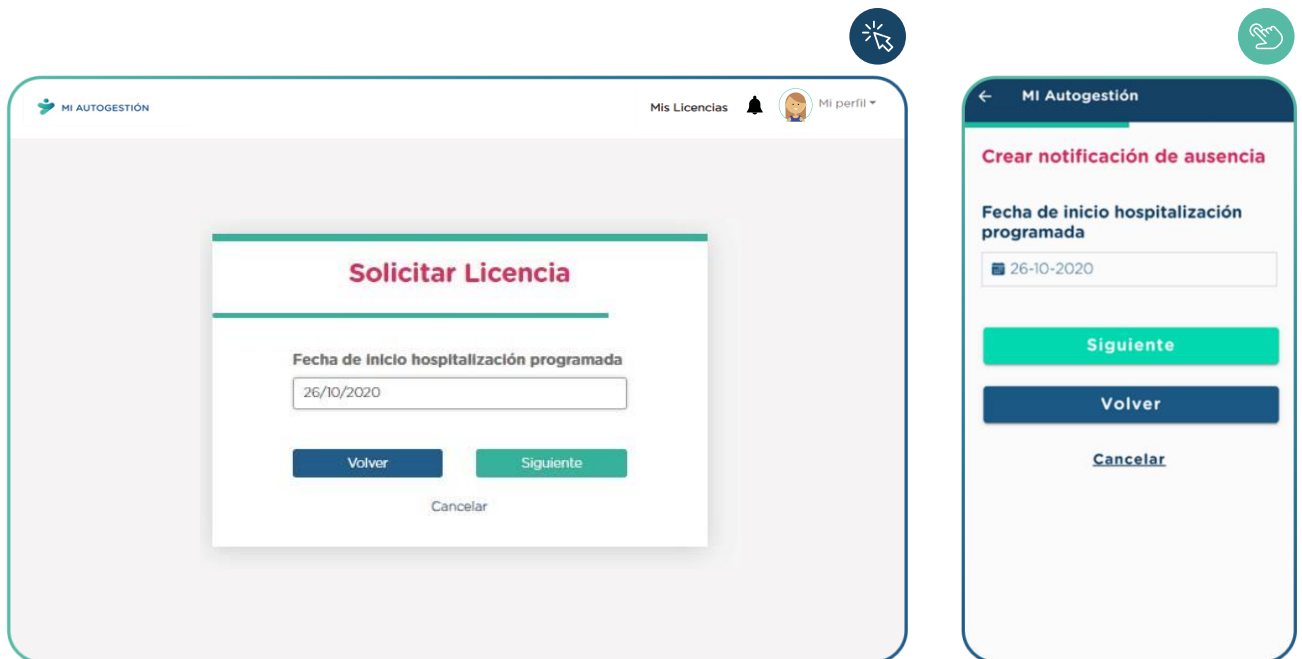 MI AUTOGESTIÓN
Mis Licencias
Mi perfil
Solicitar Licencia
Fecha de inicio hospitalización programada
26/10/2020
Volver
Siguiente
Cancelar
MI Autogestión
Crear notificación de ausencia
Fecha de inicio hospitalización
programada
26-10-2020
Siguiente
Volver
Cancelar